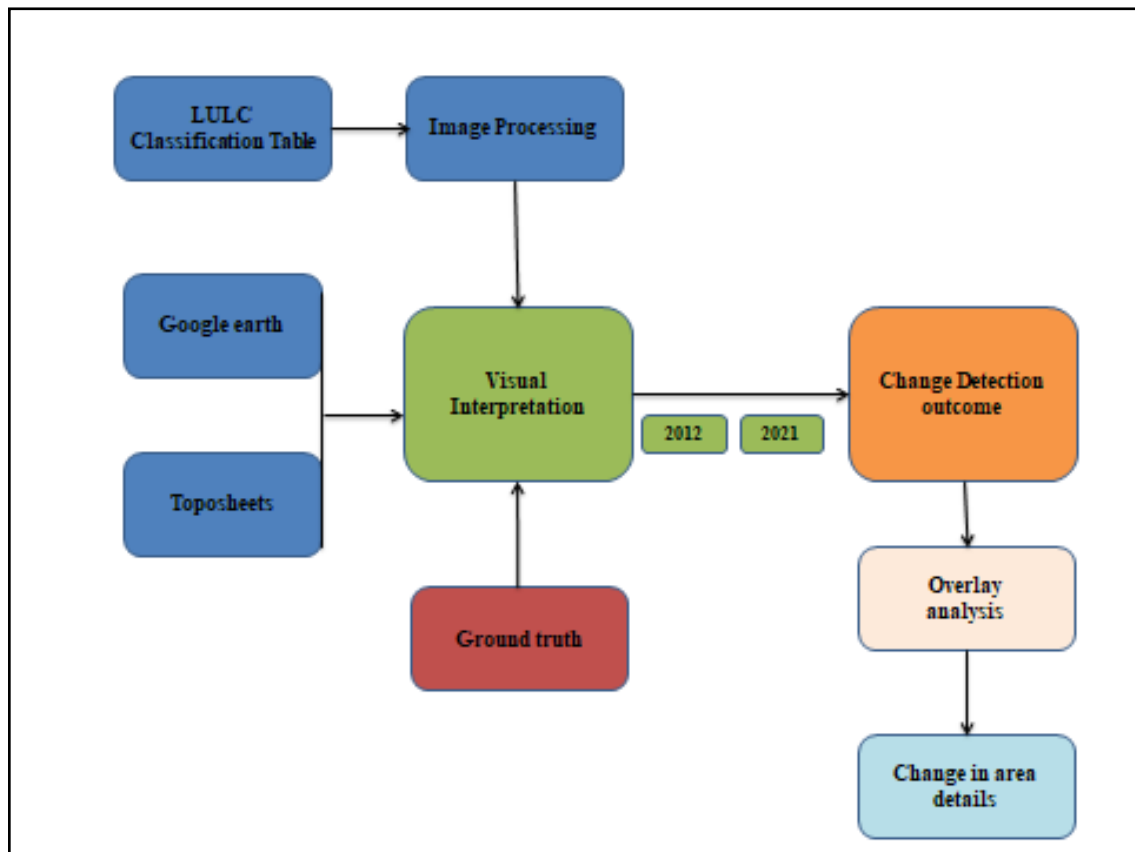 LULC
Classification Table
Image Processing
Google earth
Toposheets
Visual
Interpretation
2012
2021
Change Detection
outcome
Ground truth
Overlay
analysis
Change in area
details